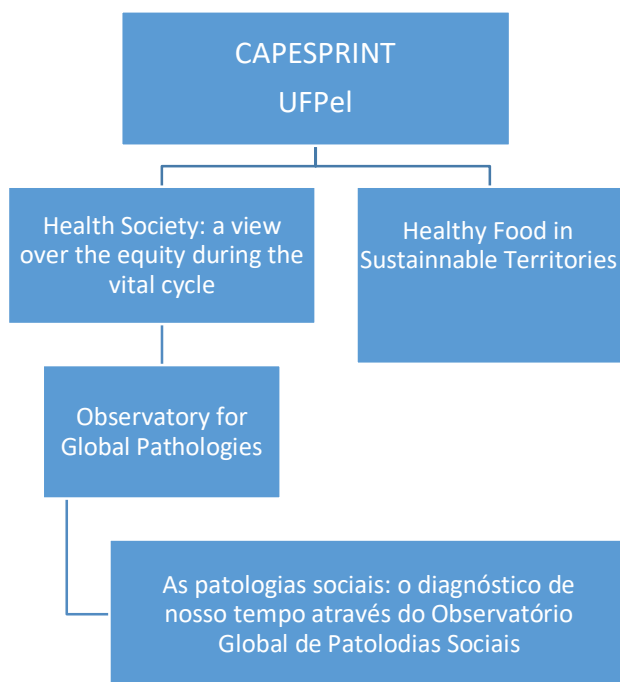 CAPESPRINT
UFPel
Health Society: a view
over the equity during the
vital cycle
Healthy Food in
Sustainnable Territories
Observatory for
Global Pathologies
As patologias sociais: o diagnóstico de
nosso tempo através do Observatório
Global de Patolodias Sociais